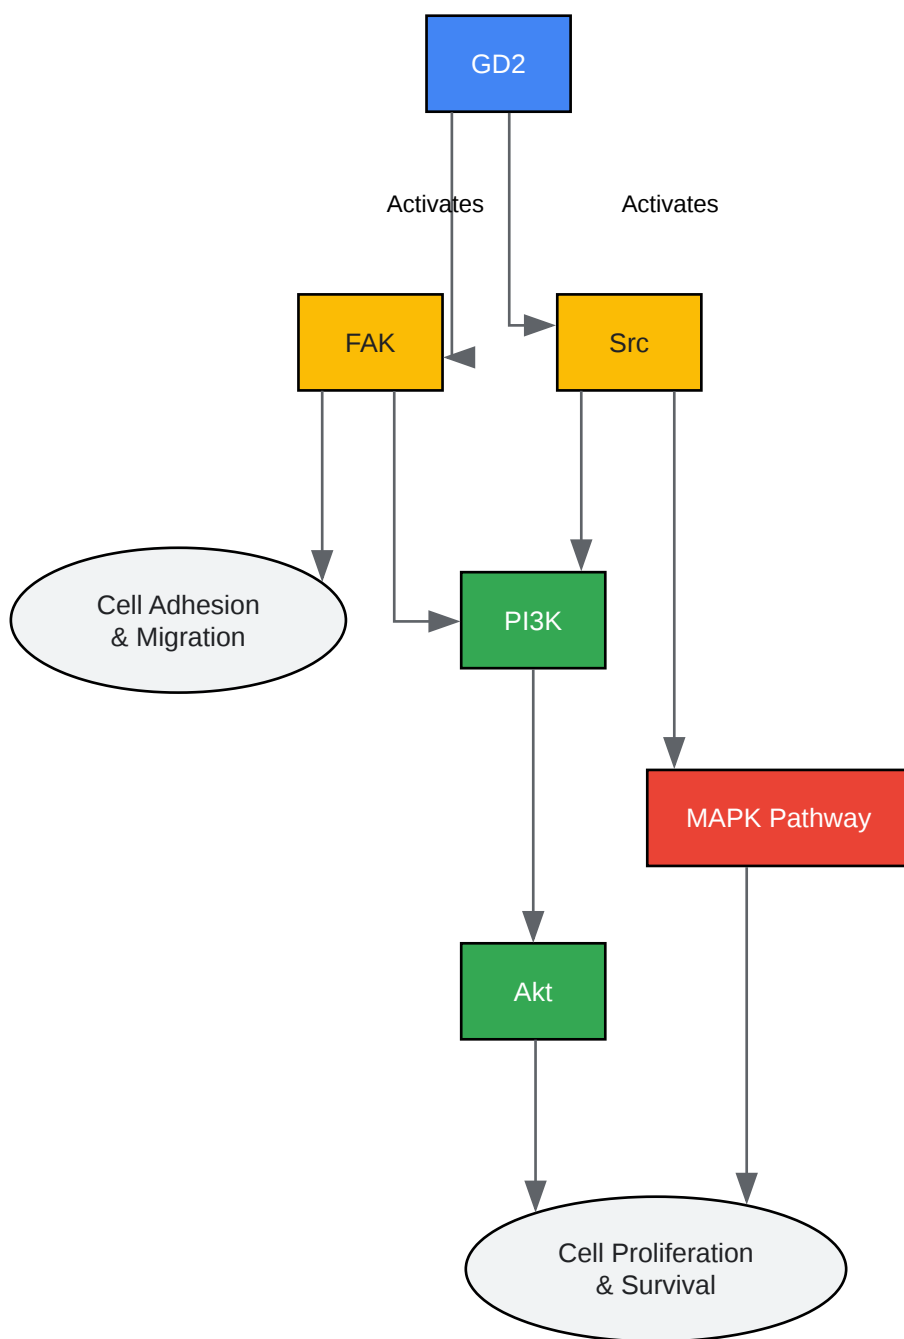 GD2
Activates
Activates
FAK
Src
Cell Adhesion
& Migration
PI3K
MAPK Pathway
Akt
Cell Proliferation
& Survival